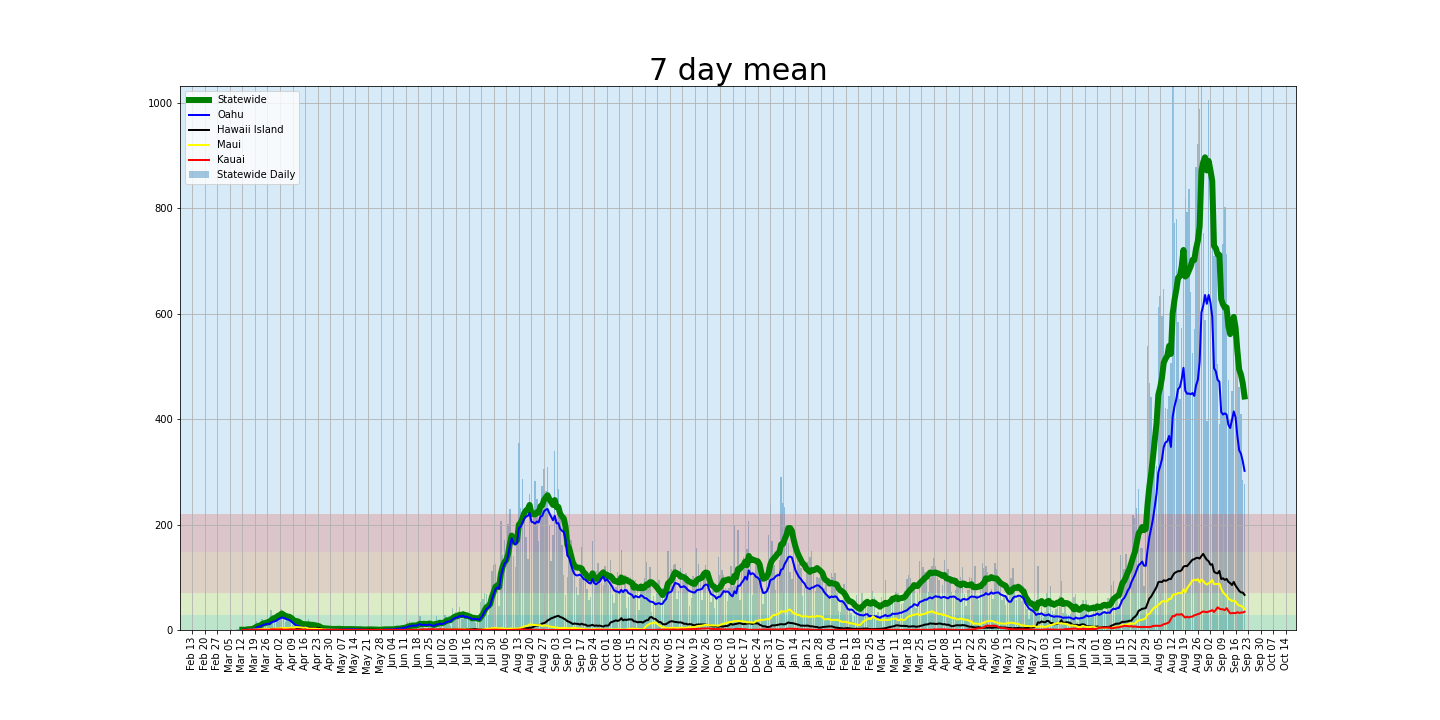 7 day mean
1000
800
600
400
200
0
Statewide
Oahu
Hawaii Island
Maui
Kauai
Statewide Daily
Feb 13
Feb 20
Feb 27
Mar 05
Mar 12
Mar 19
Mar 26
Apr 02
Apr 09
Apr 16
Apr 23
Apr 30
May 07
May 14
May 21
May 28
Jun 04
Jun 11
Jun 18
Jun 25
Jul 02
Jul 09
Jul 16
Jul 23
Jul 30
Aug 06
Aug 13
Aug 20
Aug 27
Sep 03
Sep 10
Sep 17
Sep 24
Oct 01
Oct 08
Oct 15
Oct 22
Oct 29
Nov 05
Nov 12
Nov 19
Nov 26
Dec 03
Dec 10
Dec 17
Dec 24
Dec 31
Jan 07
Jan 14
Jan 21
Jan 28
Feb 04
Feb 11
Feb 18
Feb 25
Mar 04
Mar 11
Mar 18
Mar 25
Apr 01
Apr 08
Apr 15
Apr 22
Apr 29
May 06
May 13
May 20
May 27
Jun 03
Jun 10
Jun 17
Jun 24
Jul 01
Jul 08
Jul 15
Jul 22
Jul 29
Aug 05
Aug 12
Aug 19
Aug 26
Sep 02
Sep 09
Sep 16
Sep 23
Sep 30
Oct 07
Oct 14